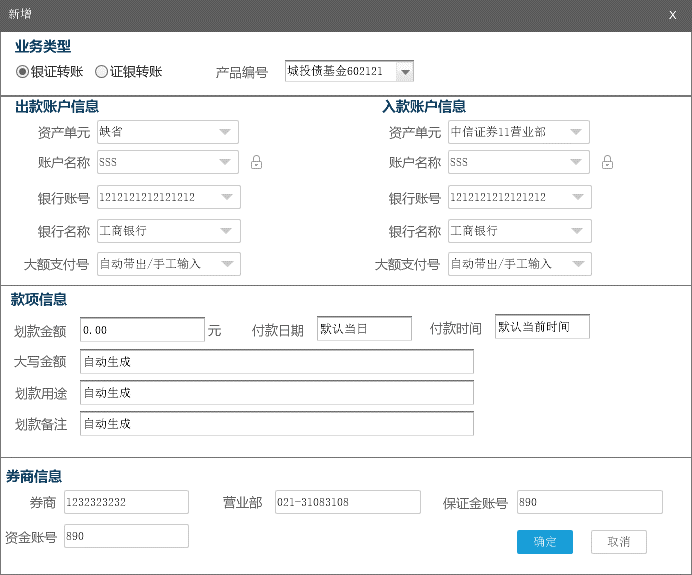 新增 X
业务类型
银证转账 证银转账 产品编号 城投债基金602121
出款账户信息 入款账户信息
资产单元 缺省 资产单元 中信证券11营业部
账户名称 SSS 账户名称 SSS
银行账号 1212121212121212 银行账号 1212121212121212
银行名称 工商银行 银行名称 工商银行
大额支付号 自动带出/手工输入 大额支付号 自动带出/手工输入
款项信息
划款金额 0.00 元 付款日期 默认当日 付款时间 默认当前时间
大写金额 自动生成
划款用途 自动生成
划款备注 自动生成
券商信息
券商 1232323232 营业部 021-31083108 保证金账号 890
资金账号 890 确定 取消